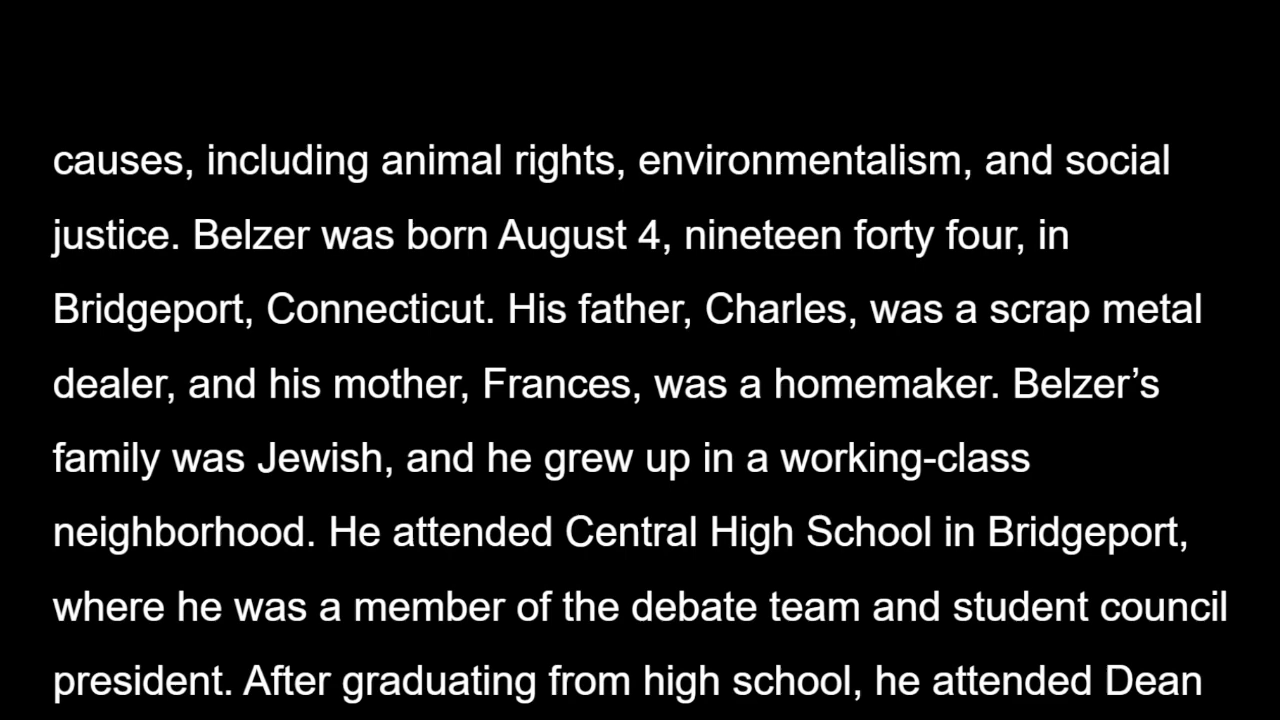 causes, including animal rights, environmentalism, and social
justice. Belzer was born August 4, nineteen forty four, in
Bridgeport, Connecticut. His father, Charles, was a scrap metal
dealer, and his mother, Frances, was a homemaker. Belzer’s
family was Jewish, and he grew up in a working-class
neighborhood. He attended Central High School in Bridgeport,
where he was a member of the debate team and student council
president. After graduating from high school, he attended Dean